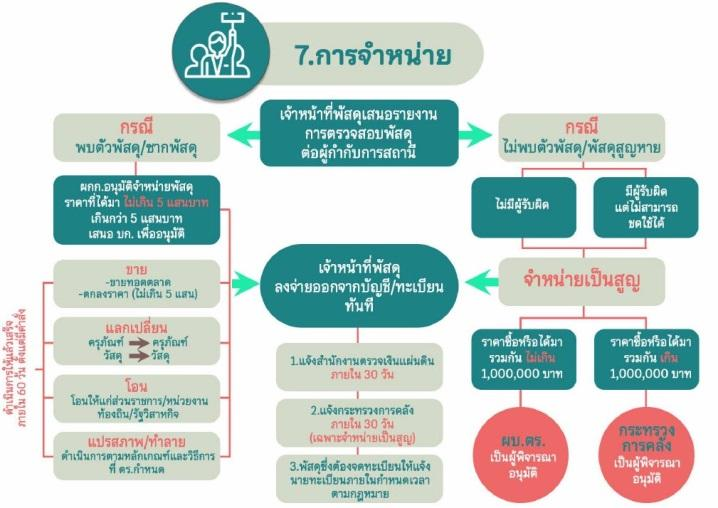 7.การจำหน่าย
เจ้าหน้าที่พัสดุเสนอรายงาน
การตรวจสอบพัสดุ
ต่อผู้กำกับการสถานี
กรณี
พบตัวพัสดุ/ซากพัสดุ
ผกก.อนุมัติจำหน่ายพัสดุ
ราคาที่ได้มา ไม่เกิน 5 แสนบาท
เกินกว่า 5 แสนบาท
เสนอ บก. เพื่ออนุมัติ
ดำเนินการให้แล้วเสร็จ
ภายใน 60 วัน ตั้งแต่มีคำสั่ง
ขาย
-ขายทอดตลาด
-ตกลงราคา (ไม่เกิน 5 แสน)
แลกเปลี่ยน
ครุภัณฑ์ ครุภัณฑ์
วัสดุ วัสดุ
โอน
โอนให้แก่ส่วนราชการ/หน่วยงาน
ท้องถิ่น/รัฐวิสาหกิจ
แปรสภาพ/ทำลาย
ดำเนินการตามหลักเกณฑ์และวิธีการ
ที่ ตร.กำหนด
เจ้าหน้าที่พัสดุ
ลงจ่ายออกจากบัญชี/ทะเบียน
ทันที
1.แจ้งสำนักงานตรวจเงินแผ่นดิน
ภายใน 30 วัน
2.แจ้งกระทรวงการคลัง
ภายใน 30 วัน
(เฉพาะจำหน่ายเป็นสูญ)
3.พัสดุซึ่งต้องจดทะเบียนให้แจ้ง
นายทะเบียนภายในกำหนดเวลา
ตามกฎหมาย
กรณี
ไม่พบตัวพัสดุ/พัสดุสูญหาย
ไม่มีผู้รับผิด
มีผู้รับผิด
แต่ไม่สามารถ
ชดใช้ได้
จำหน่ายเป็นสูญ
ราคาซื้อหรือได้มา
รวมกัน ไม่เกิน
1,000,000 บาท
ราคาซื้อหรือได้มา
รวมกัน เกิน
1,000,000 บาท
ผบ.ตร.
เป็นผู้พิจารณา
อนุมัติ
กระทรวง
การคลัง
เป็นผู้พิจารณา
อนุมัติ